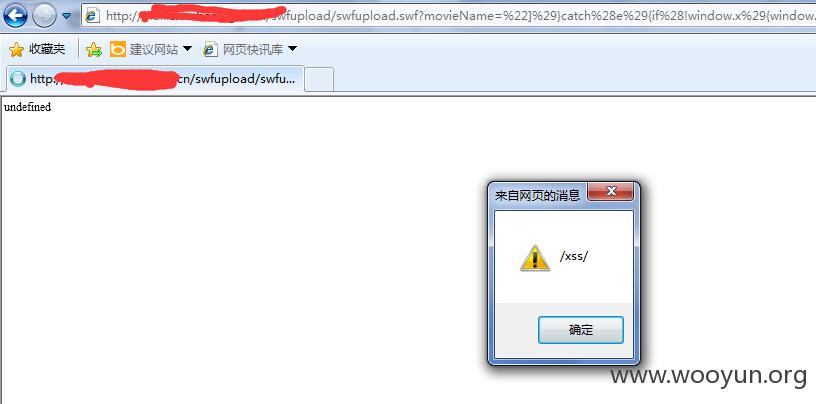 http://
/swfupload/swfupload.swf?movieName=%22]%29}catch%28e%29{if%28!window.x%29{window.
收藏夹 建议网站 网页快讯库
http:/ cn/swfupload/swfu...
undefined
来自网页的消息
/xss/
确定
www.wooyun.org